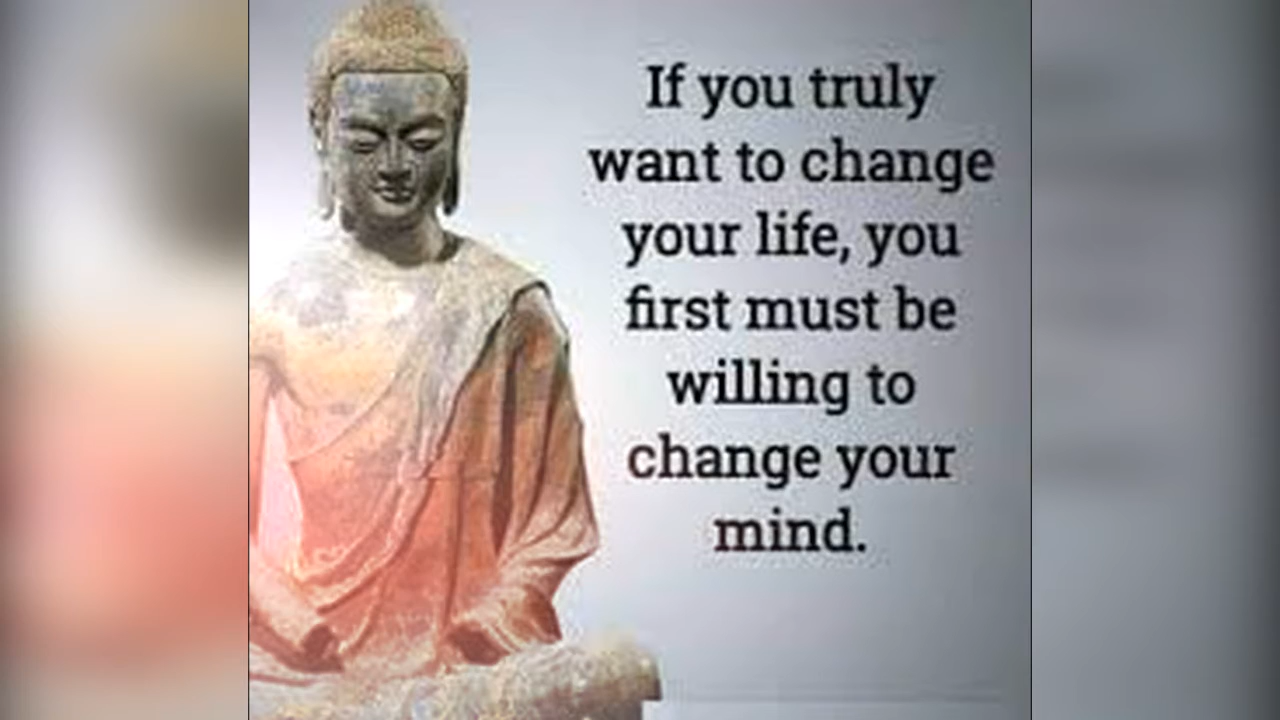 If you truly
want to change
your life, you
first must be
willing to
change your
mind.